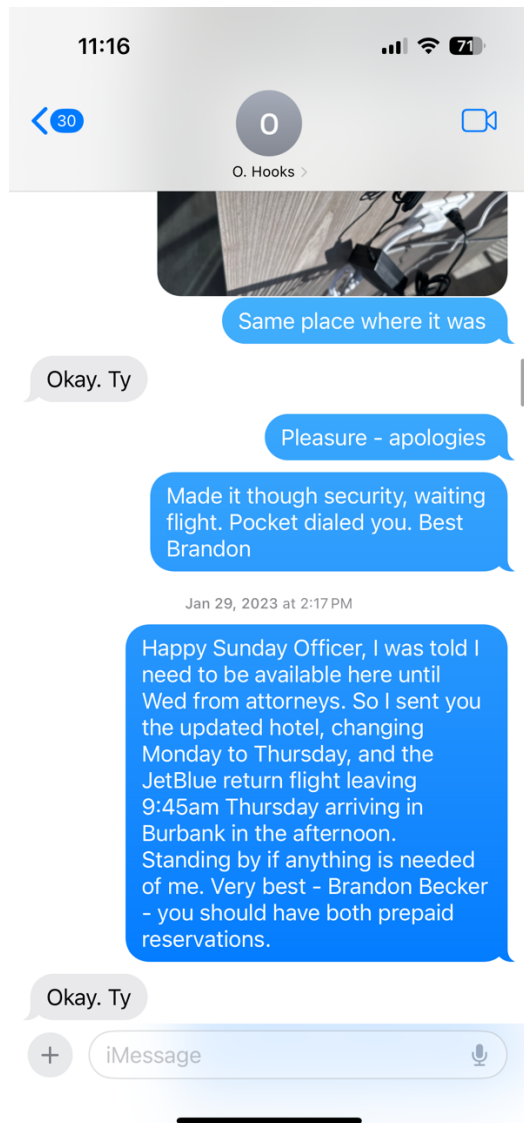 11:16
71
30
O
O. Hooks
Same place where it was
Okay. Ty
Pleasure - apologies
Made it though security, waiting
flight. Pocket dialed you. Best
Brandon
Jan 29, 2023 at 2:17 PM
Happy Sunday Officer, I was told I
need to be available here until
Wed from attorneys. So I sent you
the updated hotel, changing
Monday to Thursday, and the
JetBlue return flight leaving
9:45am Thursday arriving in
Burbank in the afternoon.
Standing by if anything is needed
of me. Very best - Brandon Becker
- you should have both prepaid
reservations.
Okay. Ty
iMessage